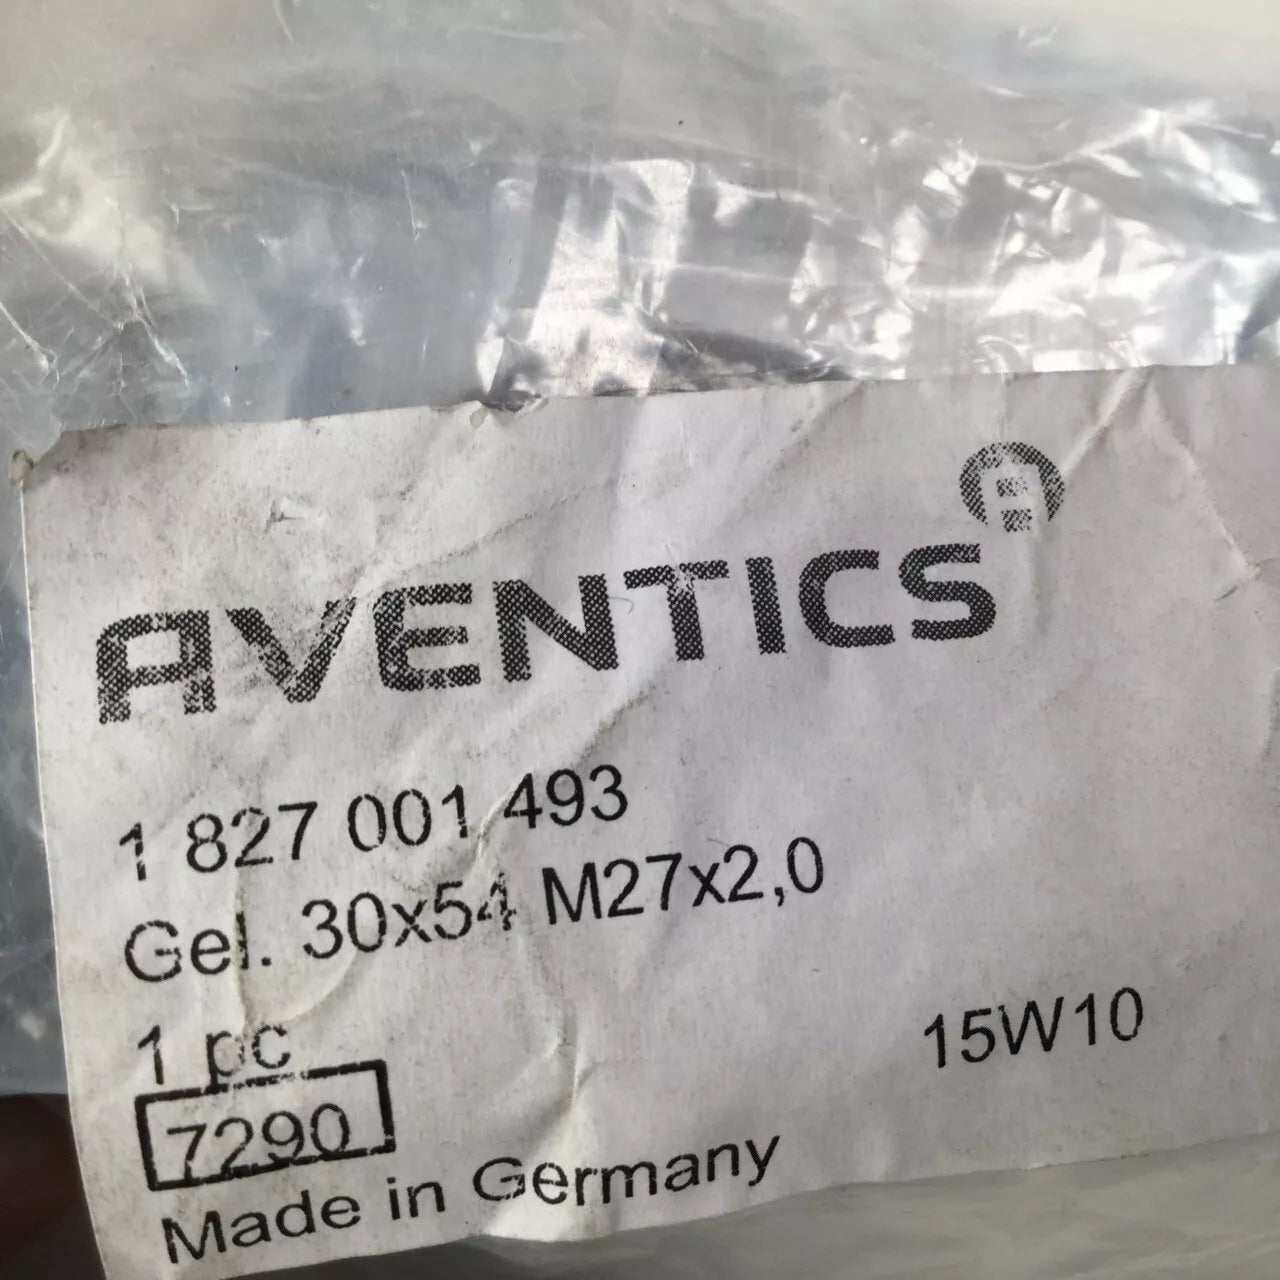 AVENTICS
1 827 001 493
Gel. 30x54 M27x2,0
1 pc
15W10
7290
Made in Germany